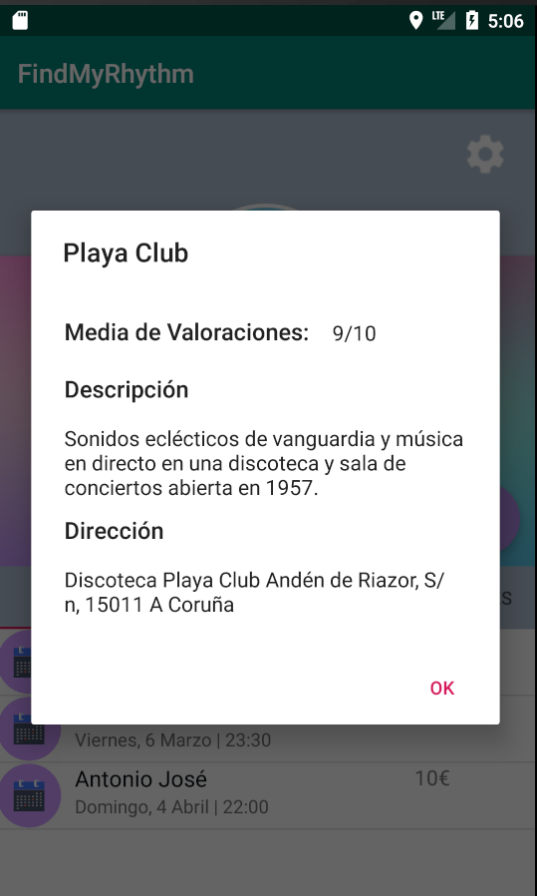 LTE 5:06
FindMyRhythm
Playa Club
Media de Valoraciones: 9/10
Descripción
Sonidos eclécticos de vanguardia y música
en directo en una discoteca y sala de
conciertos abierta en 1957.
Dirección
Discoteca Playa Club Andén de Riazor, S/
n, 15011 A Coruña
S
OK
Viernes, 6 Marzo | 23:30
Antonio José 10€
Domingo, 4 Abril | 22:00